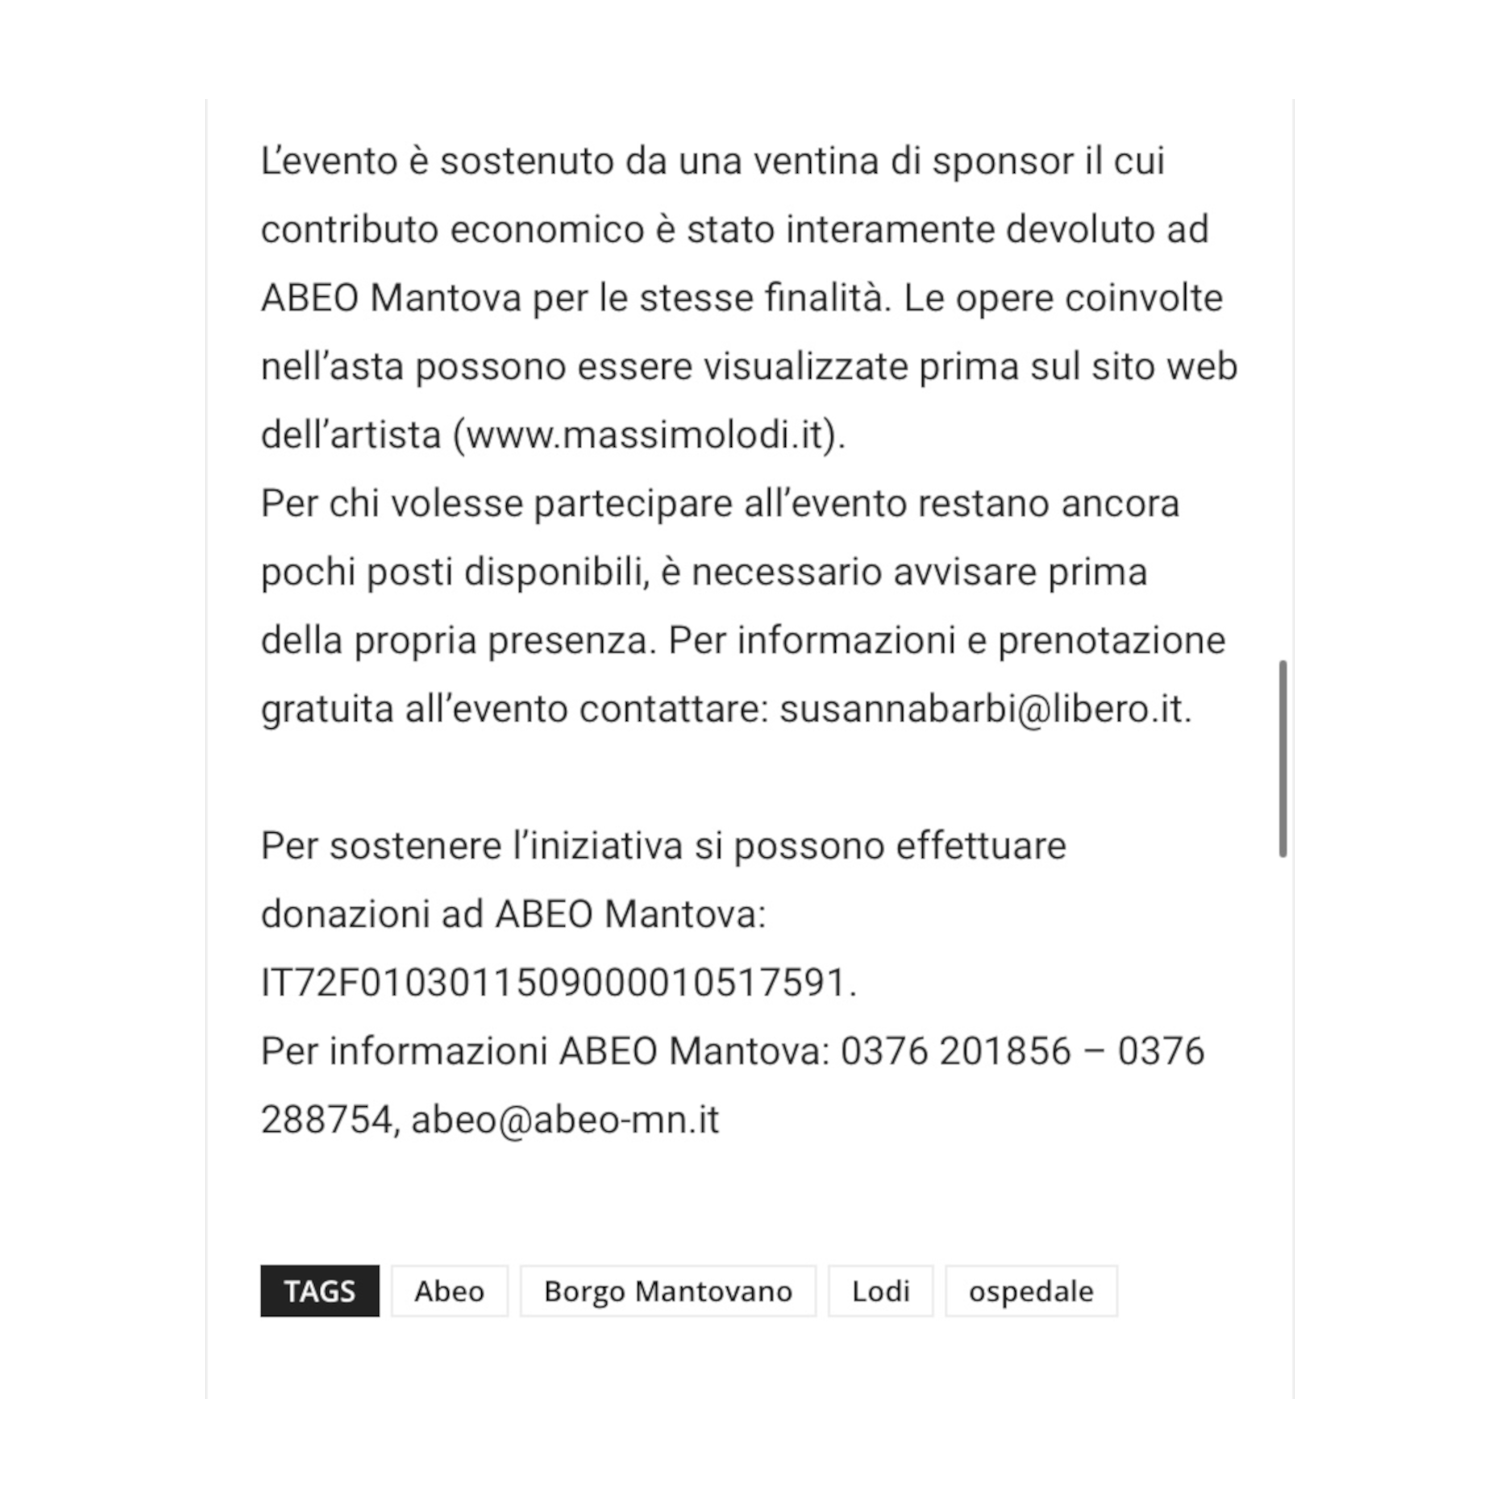 L’evento è sostenuto da una ventina di sponsor il cui
contributo economico è stato interamente devoluto ad
ABEO Mantova per le stesse finalità. Le opere coinvolte
nell’asta possono essere visualizzate prima sul sito web
dell’artista (www.massimolodi.it).
Per chi volesse partecipare all’evento restano ancora
pochi posti disponibili, è necessario avvisare prima
della propria presenza. Per informazioni e prenotazione
gratuita all’evento contattare: susannabarbi@libero.it.
Per sostenere l’iniziativa si possono effettuare
donazioni ad ABEO Mantova:
IT72F0103011509000010517591.
Per informazioni ABEO Mantova: 0376 201856 – 0376
288754, abeo@abeo-mn.it
TAGS Abeo Borgo Mantovano Lodi ospedale